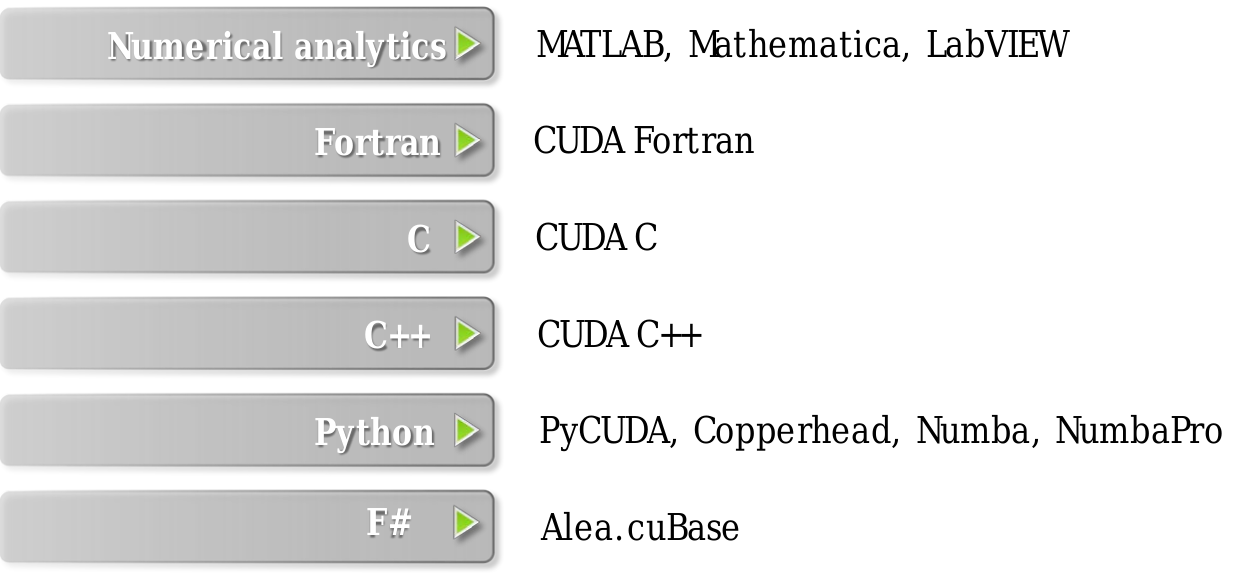 Numerical analytics MATLAB, Mathematica, LabVIEW
Fortran CUDA Fortran
C CUDA C
C++ CUDA C++
Python PyCUDA, Copperhead, Numba, NumbaPro
F# Alea.cuBase